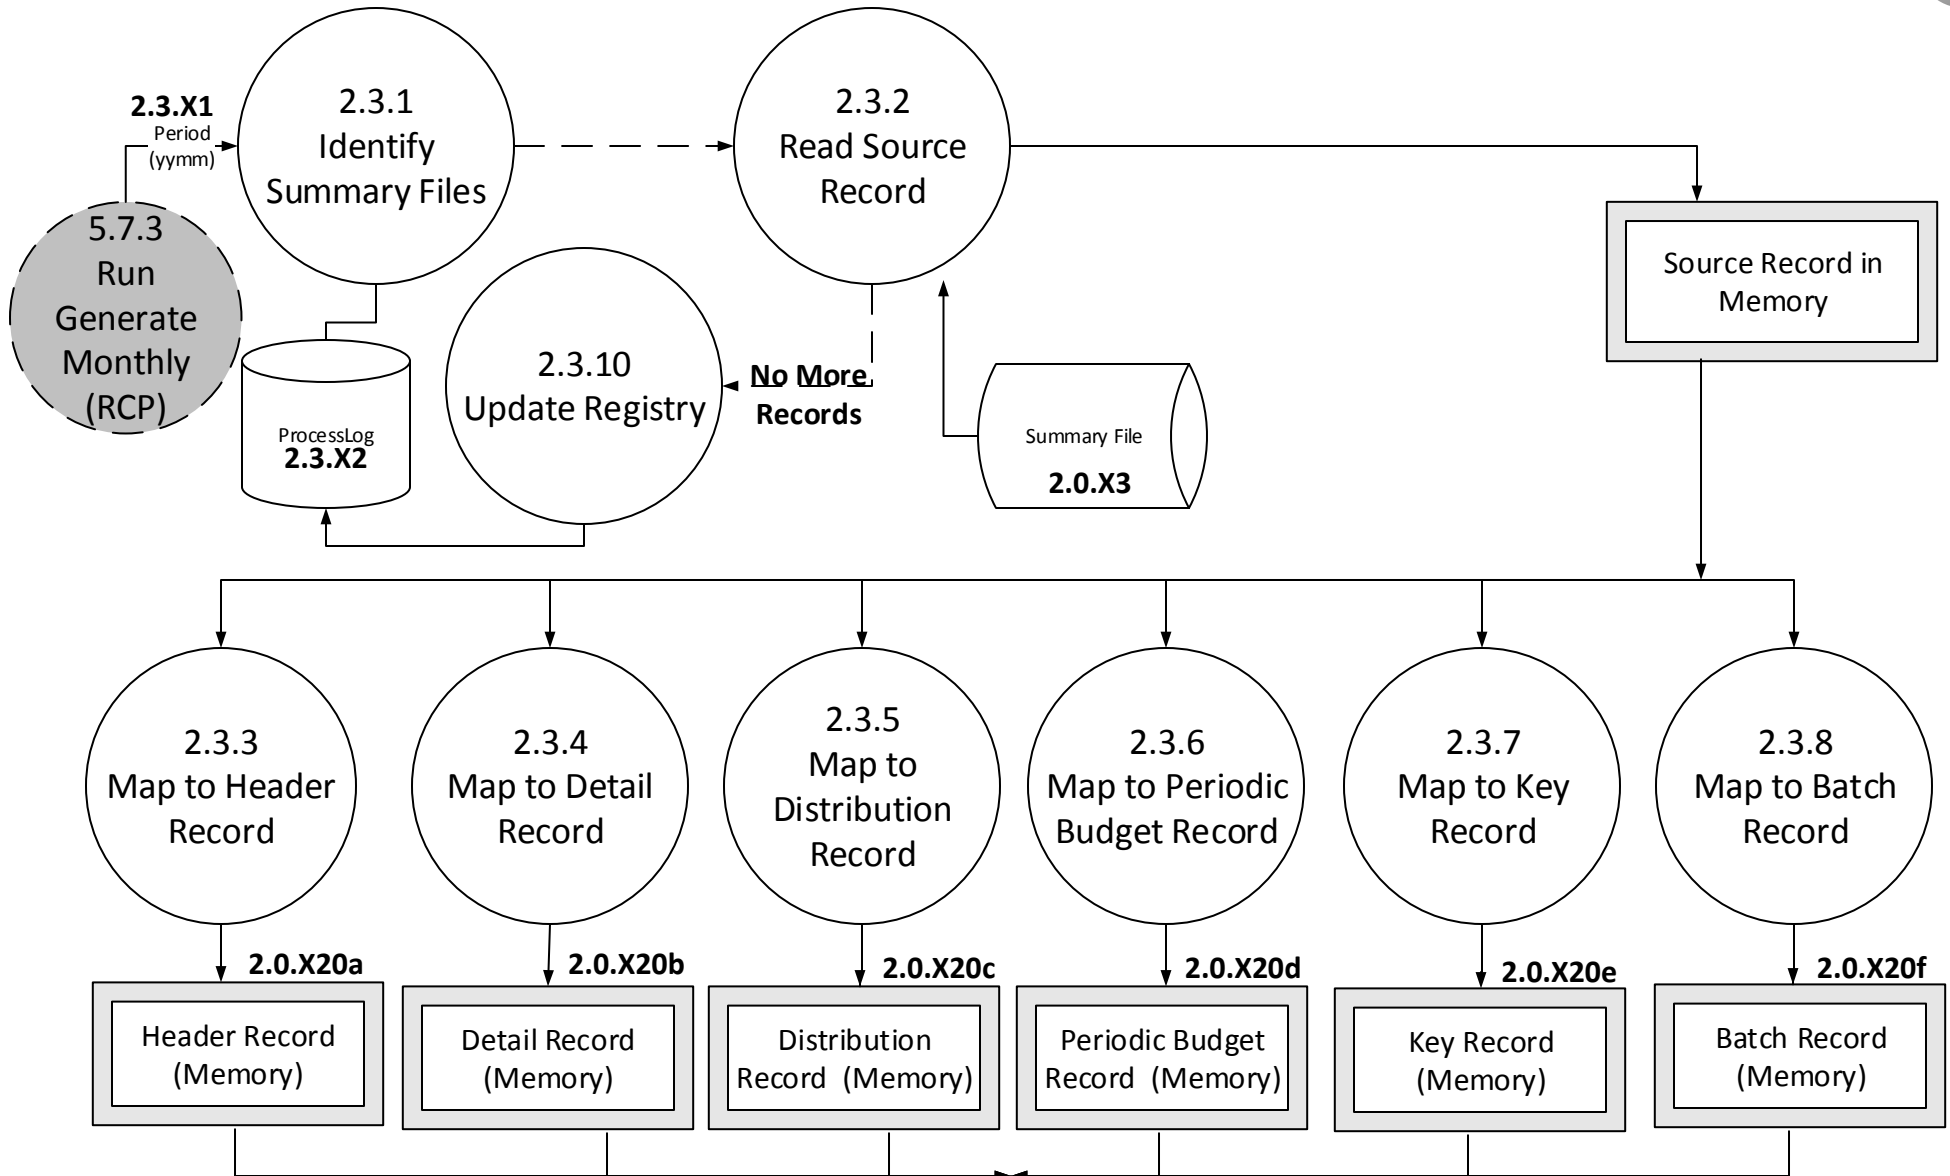 2.3.X1
Period
(yymm)
2.3.1
Identify
Summary Files
2.3.2
Read Source
Record
5.7.3
Run
Generate
Monthly
(RCP)
Source Record in
Memory
2.3.10
Update Registry
No More
Records
ProcessLog
2.3.X2
Summary File
2.0.X3
2.3.3
Map to Header
Record
2.3.4
Map to Detail
Record
2.3.5
Map to
Distribution
Record
2.3.6
Map to Periodic
Budget Record
2.3.7
Map to Key
Record
2.3.8
Map to Batch
Record
2.0.X20a
2.0.X20b
2.0.X20c
2.0.X20d
2.0.X20e
2.0.X20f
Header Record
(Memory)
Detail Record
(Memory)
Distribution
Record (Memory)
Periodic Budget
Record (Memory)
Key Record
(Memory)
Batch Record
(Memory)